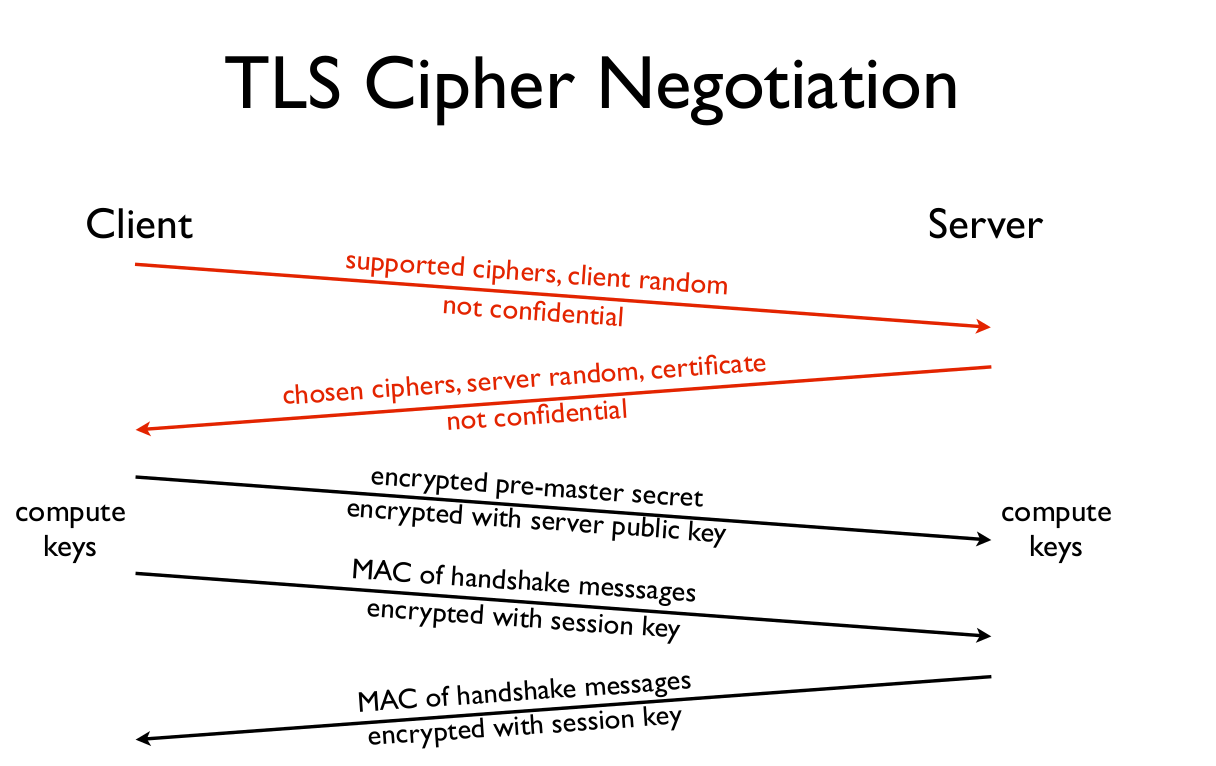 TLS Cipher Negotiation
Client
Server
supported ciphers, client random
not confidential
chosen ciphers, server random, certificate
not confidential
encrypted pre-master secret
encrypted with server public key
compute
keys
compute
keys
MAC of handshake messsages
encrypted with session key
MAC of handshake messages
encrypted with session key